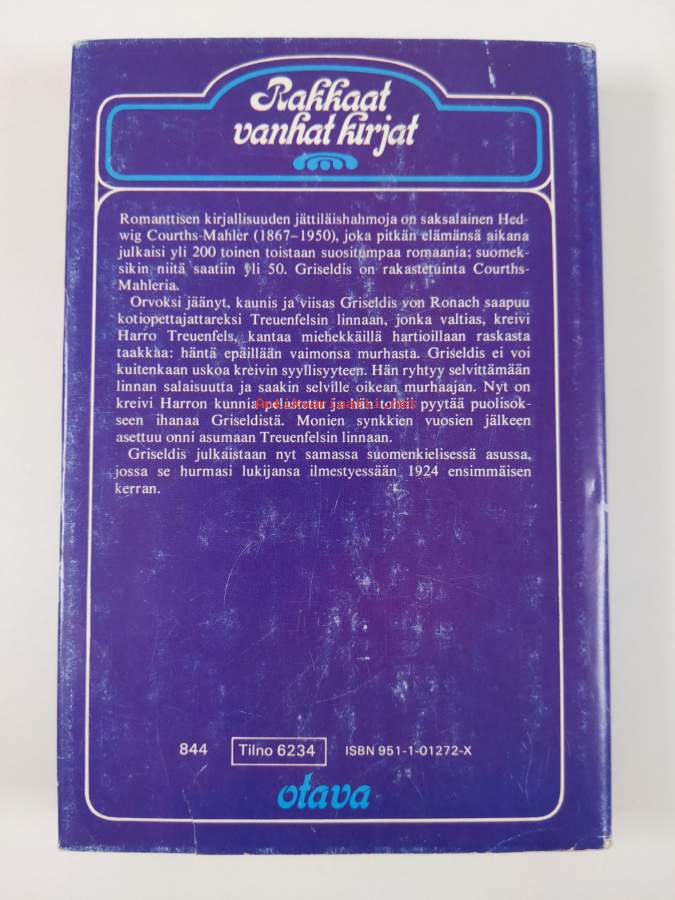 Rakkaat
vanhat kirjat
Romanttisen kirjallisuuden jättiläishahmoja on saksalainen Hed-
wig Courths-Mahler (1867–1950), joka pitkän elämänsä aikana
julkaisi yli 200 toinen toistaan suositumpaa romaania; suomek-
sikin niitä saatiin yli 50. Griseldis on rakastetuinta Courths-
Mahleria.
Orvoksi jäänyt, kaunis ja viisas Griseldis von Ronach saapuu
kotiopettajattareksi Treuenfelsin linnaan, jonka valtias, kreivi
Harro Treuenfels, kantaa miehekkäillä hartioillaan raskasta
taakkaa: häntä epäillään vaimonsa murhasta. Griseldis ei voi
kuitenkaan uskoa kreivin syyllisyyteen. Hän ryhtyy selvittämään
linnan salaisuutta ja saakin selville oikean murhaajan. Nyt on
kreivi Harron kunnia pelastettu ja hän tohtii pyytää puolisok-
seen ihanaa Griseldistä. Monien synkkien vuosien jälkeen
asettuu onni asumaan Treuenfelsin linnaan.
Griseldis julkaistaan nyt samassa suomenkielisessä asussa,
jossa se hurmasi lukijansa ilmestyessään 1924 ensimmäisen
kerran.
844 Tilno 6234 ISBN 951-1-01272-X
otava